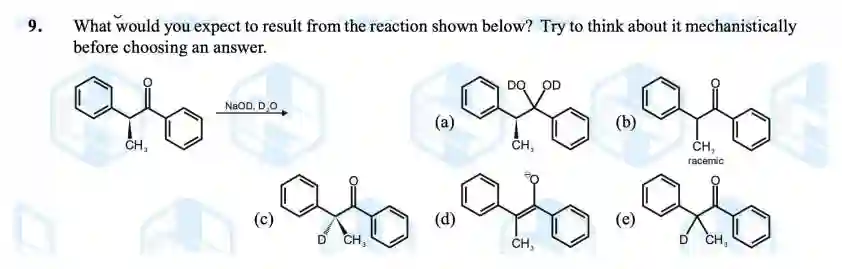 9. What would you expect to result from the reaction shown below? Try to think about it mechanistically
before choosing an answer.
O
CH₃
NaOD, D₂O
(a)
DO OD
CH₃
(b)
O
CH₃
racemic
(c)
O
D CH₃
(d)
⊖O
CH₃
(e)
O
D CH₃